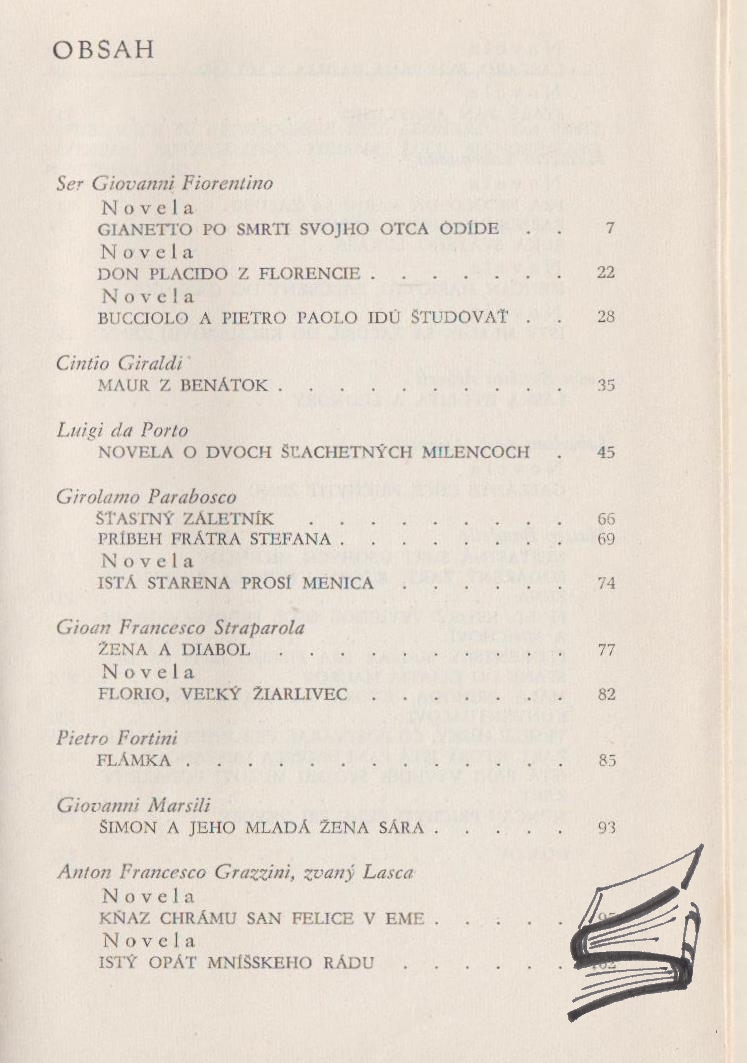 OBSAH
Ser Giovanni Fiorentino
Novela
GIANETTO PO SMRTI SVOJHO OTCA ODÍDE . . 7
Novela
DON PLACIDO Z FLORENCIE . . . . . . . 22
Novela
BUCCIOLO A PIETRO PAOLO IDÚ ŠTUDOVAŤ . . 28
Cintio Giraldi
MAUR Z BENÁTOK . . . . . . . . . . 35
Luigi da Porto
NOVELA O DVOCH ŠĽACHETNÝCH MILENCOCH . 45
Girolamo Parabosco
ŠŤASTNÝ ZÁLETNÍK . . . . . . . . . 66
PRÍBEH FRÁTRA STEFANA . . . . . . . . 69
Novela
ISTÁ STARENA PROSÍ MENICA . . . . . . 74
Gioan Francesco Straparola
ŽENA A DIABOL . . . . . . . . . . 77
Novela
FLORIO, VEĽKÝ ŽIARLIVEC . . . . . . . 82
Pietro Fortini
FLÁMKA . . . . . . . . . . . . . 85
Giovanni Marsili
ŠIMON A JEHO MLADÁ ŽENA SÁRA . . . . . 93
Anton Francesco Grazzini, zvaný Lasca
Novela
KŇAZ CHRÁMU SAN FELICE V EME . . . . . 95
Novela
ISTÝ OPÁT MNÍŠSKEHO RÁDU . . . . . . 102